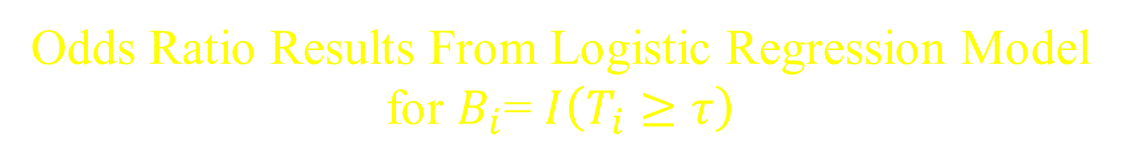 Odds Ratio Results From Logistic Regression Model
for 𝐵ᵢ= 𝐼(𝑇ᵢ ≥ 𝜏)